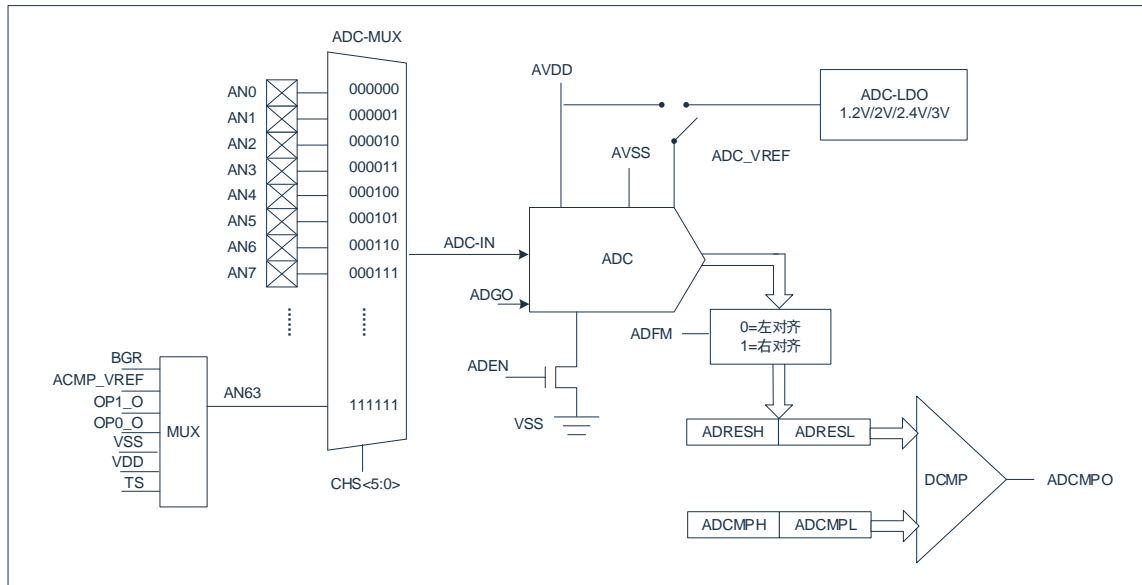 ADC-MUX
AN0
000000
AN1
000001
AN2
000010
AN3
000011
AN4
000100
AN5
000101
AN6
000110
AN7
000111
AVDD
ADC-LDO
1.2V/2V/2.4V/3V
AVSS
ADC_VREF
ADC-IN
ADC
ADGO
ADEN
VSS
ADFM
0=左对齐
1=右对齐
BGR
ACMP_VREF
OP1_O
OP0_O
VSS
VDD
TS
MUX
AN63
111111
CHS<5:0>
ADRESH
ADRESL
ADCMPH
ADCMPL
DCMP
ADCMPO